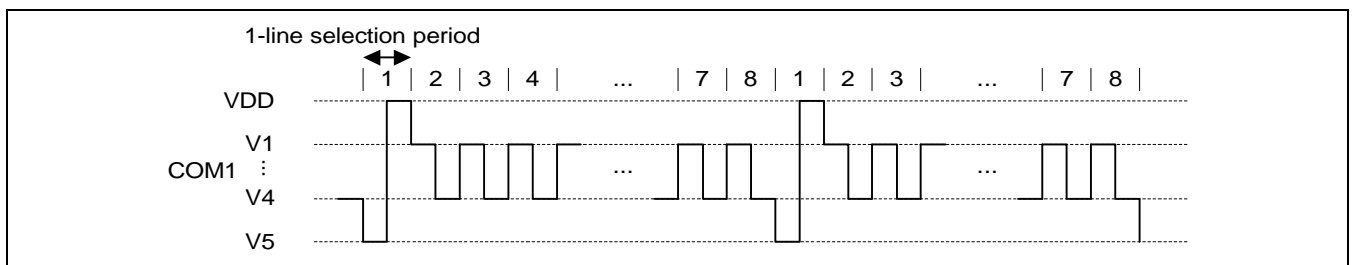 1-line selection period
| 1 | 2 | 3 | 4 | ... | 7 | 8 | 1 | 2 | 3 | ... | 7 | 8 |
VDD
V1
COM1 ⋮ ... ...
V4
V5